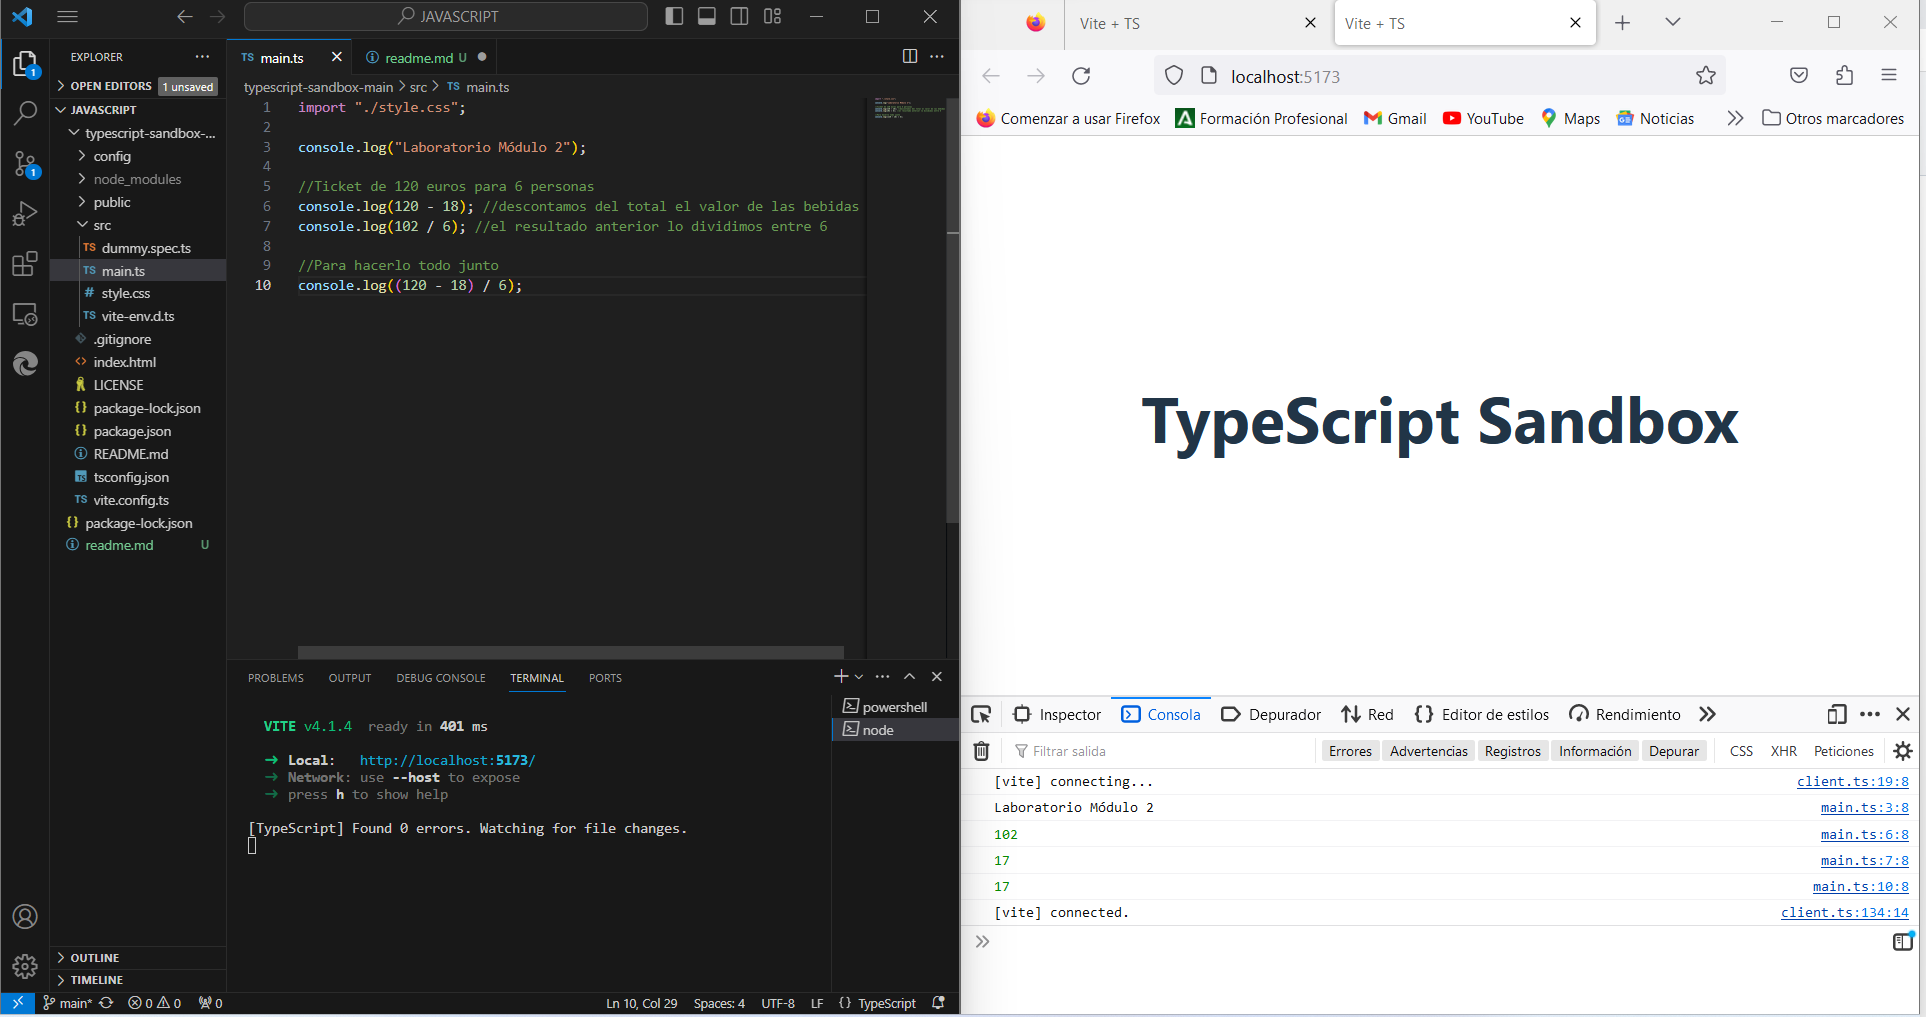 JAVASCRIPT
EXPLORER
OPEN EDITORS 1 unsaved
JAVASCRIPT
typescript-sandbox-...
config
node_modules
public
src
TS dummy.spec.ts
TS main.ts
# style.css
TS vite-env.d.ts
.gitignore
<> index.html
LICENSE
{} package-lock.json
{} package.json
README.md
TS tsconfig.json
TS vite.config.ts
{} package-lock.json
readme.md U
OUTLINE
TIMELINE
1
1
TS main.ts
readme.md U
typescript-sandbox-main > src > TS main.ts
1 import "./style.css";
2
3 console.log("Laboratorio Módulo 2");
4
5 //Ticket de 120 euros para 6 personas
6 console.log(120 - 18); //descontamos del total el valor de las bebidas
7 console.log(102 / 6); //el resultado anterior lo dividimos entre 6
8
9 //Para hacerlo todo junto
10 console.log((120 - 18) / 6);
PROBLEMS OUTPUT DEBUG CONSOLE TERMINAL PORTS
VITE v4.1.4 ready in 401 ms
➜ Local: http://localhost:5173/
➜ Network: use --host to expose
➜ press h to show help
[TypeScript] Found 0 errors. Watching for file changes.
powershell
node
main* 0 0 0
Ln 10, Col 29 Spaces: 4 UTF-8 LF {} TypeScript
Vite + TS
Vite + TS
localhost:5173
Comenzar a usar Firefox Formación Profesional Gmail YouTube Maps Noticias Otros marcadores
TypeScript Sandbox
Inspector Consola Depurador Red Editor de estilos Rendimiento
Filtrar salida
Errores Advertencias Registros Información Depurar CSS XHR Peticiones
[vite] connecting... client.ts:19:8
Laboratorio Módulo 2 main.ts:3:8
102 main.ts:6:8
17 main.ts:7:8
17 main.ts:10:8
[vite] connected. client.ts:134:14